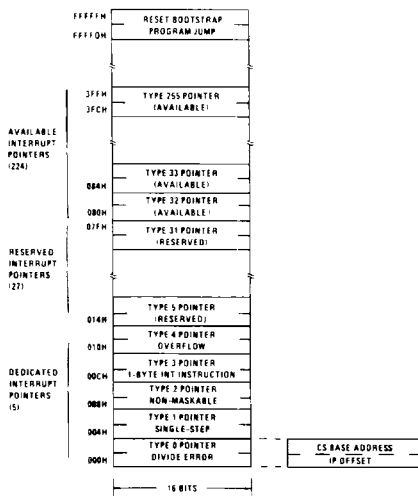 FFFFFH
RESET BOOTSTRAP
PROGRAM JUMP
FFFF0H
3FFH
TYPE 255 POINTER
(AVAILABLE)
3FCH
AVAILABLE
INTERRUPT
POINTERS
(224)
TYPE 33 POINTER
(AVAILABLE)
084H
TYPE 32 POINTER
(AVAILABLE)
080H
07FH
TYPE 31 POINTER
(RESERVED)
RESERVED
INTERRUPT
POINTERS
(27)
TYPE 5 POINTER
(RESERVED)
014H
TYPE 4 POINTER
OVERFLOW
010H
TYPE 3 POINTER
1-BYTE INT INSTRUCTION
00CH
DEDICATED
INTERRUPT
POINTERS
(5)
TYPE 2 POINTER
NON-MASKABLE
008H
TYPE 1 POINTER
SINGLE-STEP
004H
TYPE 0 POINTER
DIVIDE ERROR
000H
CS BASE ADDRESS
IP OFFSET
16 BITS